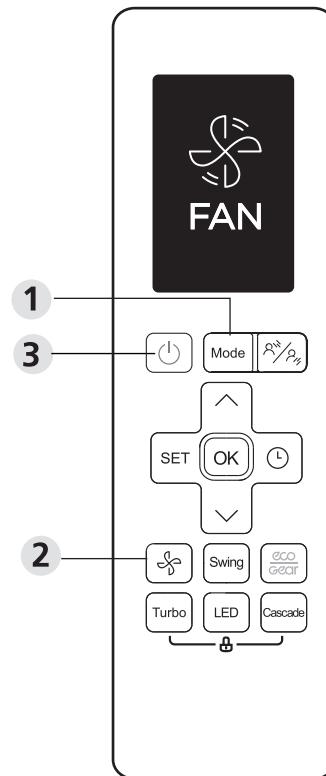 FAN
1
3
Mode
SET
OK
2
Swing
eco
Gear
Turbo
LED
Cascade